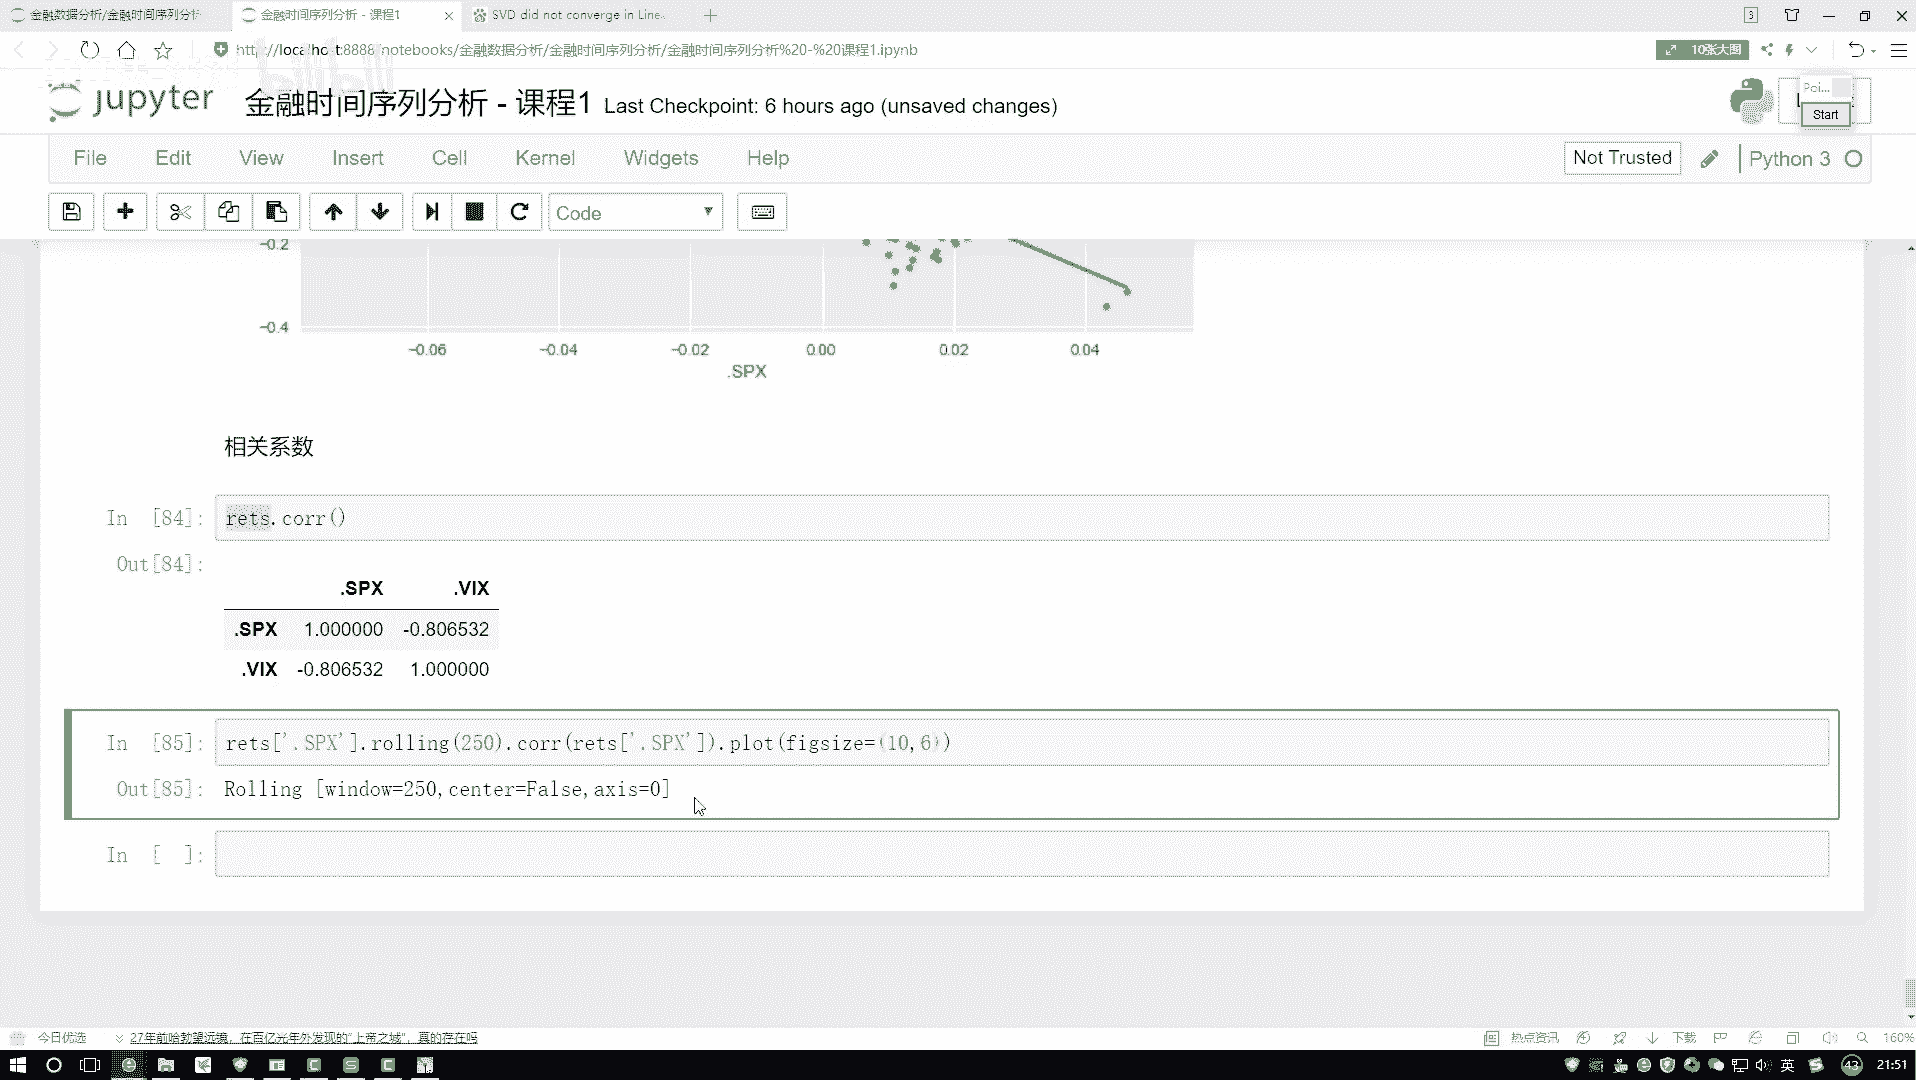 金融数据分析/金融时间序列分析
金融时间序列分析 - 课程1
SVD did not converge in Line
3
localhost:8888/notebooks/金融数据分析/金融时间序列分析/金融时间序列分析%20-%20课程1.ipynb
10张大图
jupyter
金融时间序列分析 - 课程1 Last Checkpoint: 6 hours ago (unsaved changes)
Poi...
Start
File Edit View Insert Cell Kernel Widgets Help
Not Trusted
Python 3
Code
−0.2
−0.4
−0.06 −0.04 −0.02 0.00 0.02 0.04
.SPX
相关系数
In [84]: rets.corr()
Out[84]:
.SPX .VIX
.SPX 1.000000 -0.806532
.VIX -0.806532 1.000000
In [85]: rets['.SPX'].rolling(250).corr(rets['.SPX']).plot(figsize=(10,6))
Out[85]: Rolling [window=250,center=False,axis=0]
In [ ]:
今日优选
27年前哈勃望远镜，在百亿光年外发现的"上帝之城"，真的存在吗
热点资讯
下载
160%
英
43
21:51